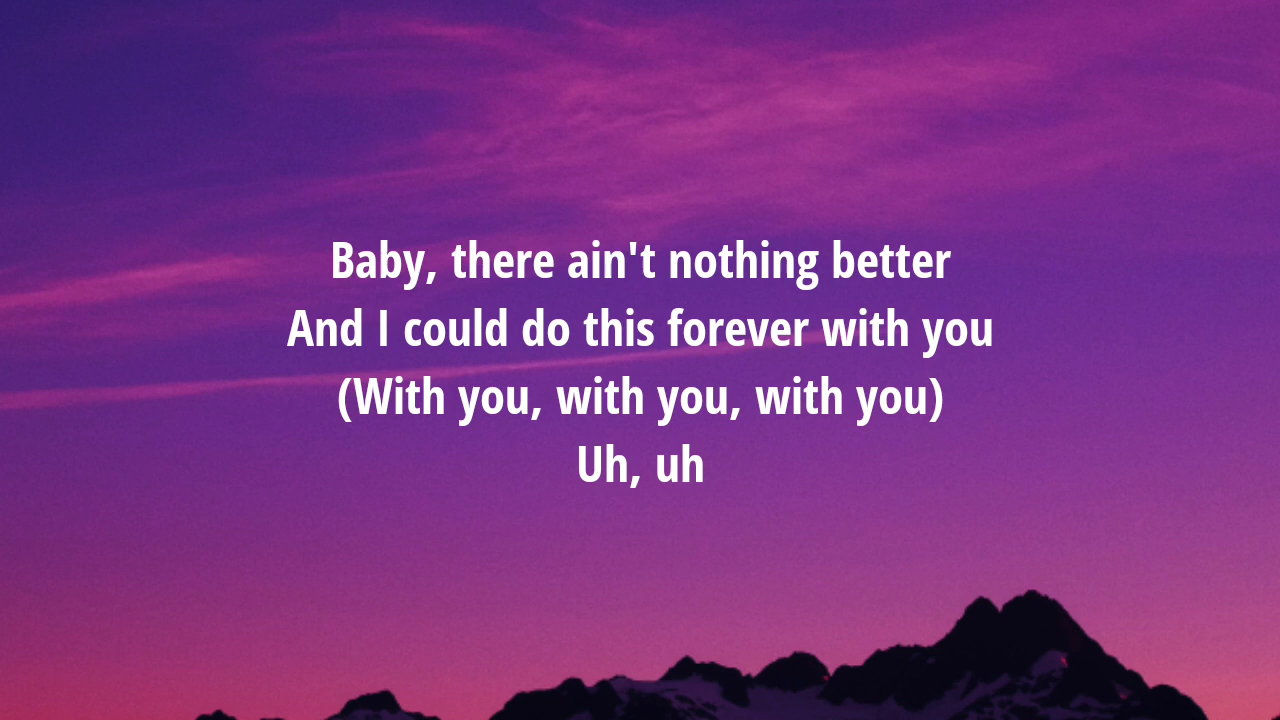 Baby, there ain't nothing better
And I could do this forever with you
(With you, with you, with you)
Uh, uh